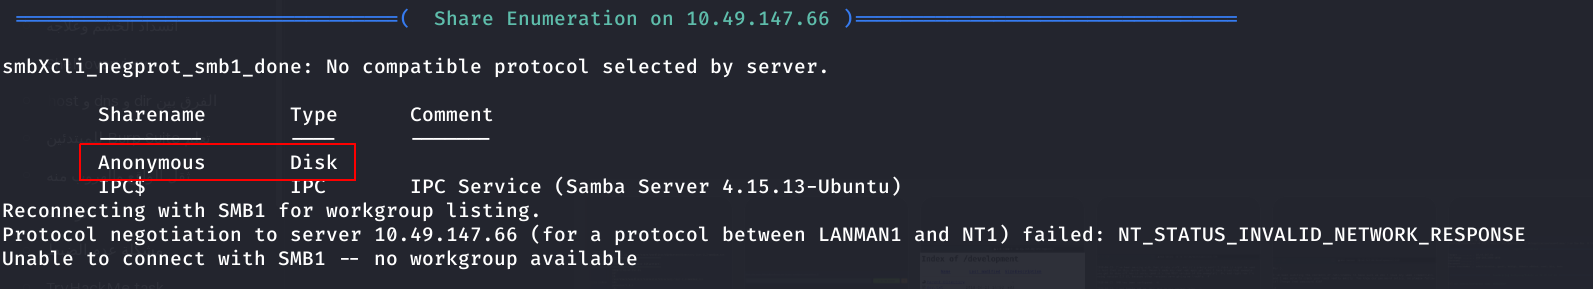 ( Share Enumeration on 10.49.147.66 )
smbXcli_negprot_smb1_done: No compatible protocol selected by server.
Sharename Type Comment
Anonymous Disk
IPC$ IPC IPC Service (Samba Server 4.15.13-Ubuntu)
Reconnecting with SMB1 for workgroup listing.
Protocol negotiation to server 10.49.147.66 (for a protocol between LANMAN1 and NT1) failed: NT_STATUS_INVALID_NETWORK_RESPONSE
Unable to connect with SMB1 -- no workgroup available